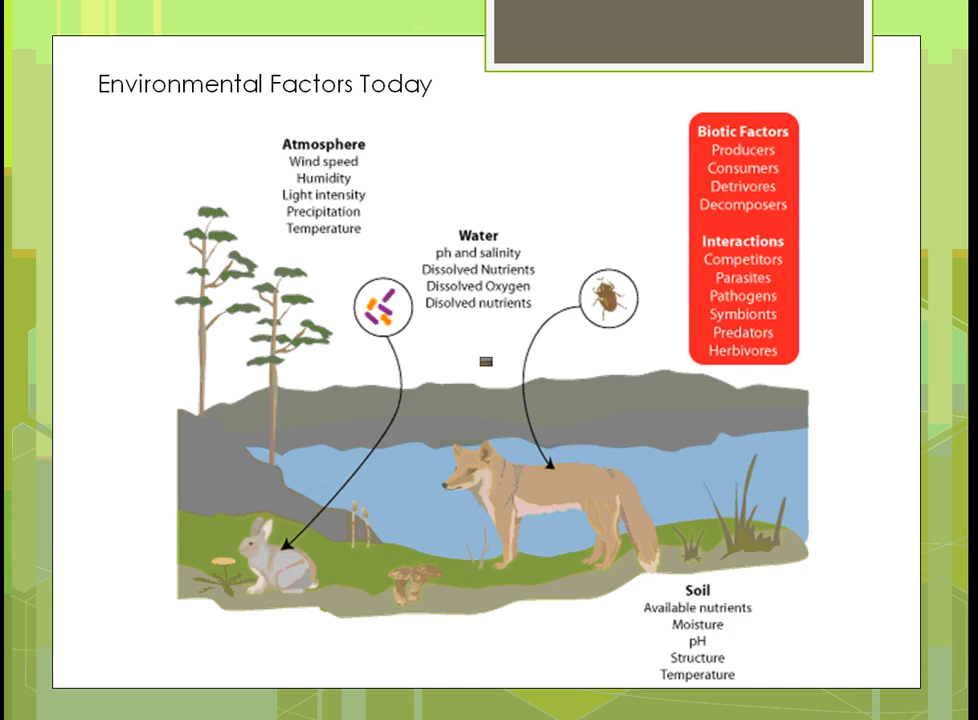 Environmental Factors Today
Atmosphere
Wind speed
Humidity
Light intensity
Precipitation
Temperature
Water
ph and salinity
Dissolved Nutrients
Dissolved Oxygen
Disolved nutrients
Biotic Factors
Producers
Consumers
Detrivores
Decomposers
Interactions
Competitors
Parasites
Pathogens
Symbionts
Predators
Herbivores
Soil
Available nutrients
Moisture
pH
Structure
Temperature